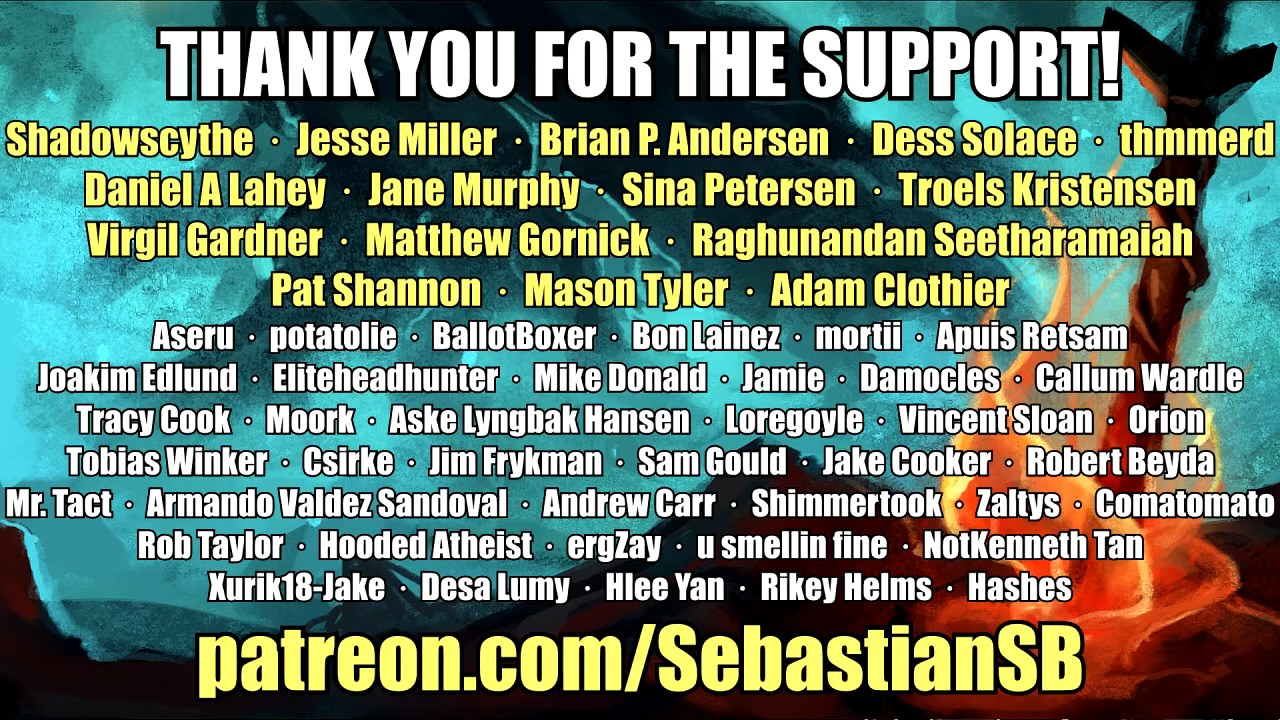 THANK YOU FOR THE SUPPORT!
Shadowscythe · Jesse Miller · Brian P. Andersen · Dess Solace · thmmerd
Daniel A Lahey · Jane Murphy · Sina Petersen · Troels Kristensen
Virgil Gardner · Matthew Gornick · Raghunandan Seetharamaiah
Pat Shannon · Mason Tyler · Adam Clothier
Aseru · potatolie · BallotBoxer · Bon Lainez · mortii · Apuis Retsam
Joakim Edlund · Eliteheadhunter · Mike Donald · Jamie · Damocles · Callum Wardle
Tracy Cook · Moork · Aske Lyngbak Hansen · Loregoyle · Vincent Sloan · Orion
Tobias Winker · Csirke · Jim Frykman · Sam Gould · Jake Cooker · Robert Beyda
Mr. Tact · Armando Valdez Sandoval · Andrew Carr · Shimmertook · Zaltys · Comatomato
Rob Taylor · Hooded Atheist · ergZay · u smellin fine · NotKenneth Tan
Xurik18-Jake · Desa Lumy · Hlee Yan · Rikey Helms · Hashes
patreon.com/SebastianSB